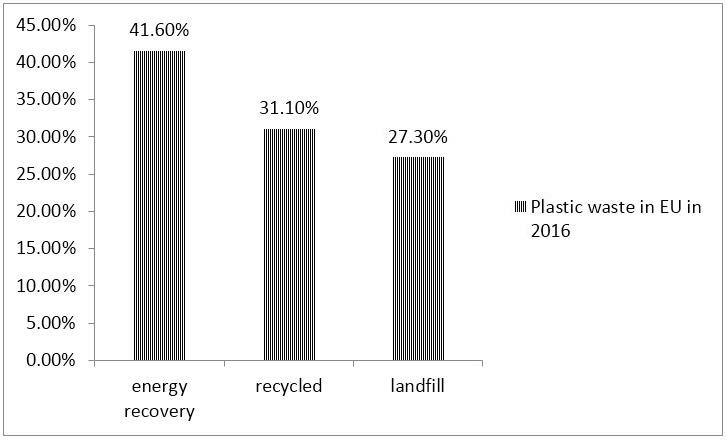 45.00%
40.00%
35.00%
30.00%
25.00%
20.00%
15.00%
10.00%
5.00%
0.00%
41.60%
31.10%
27.30%
energy
recovery
recycled
landfill
Plastic waste in EU in
2016